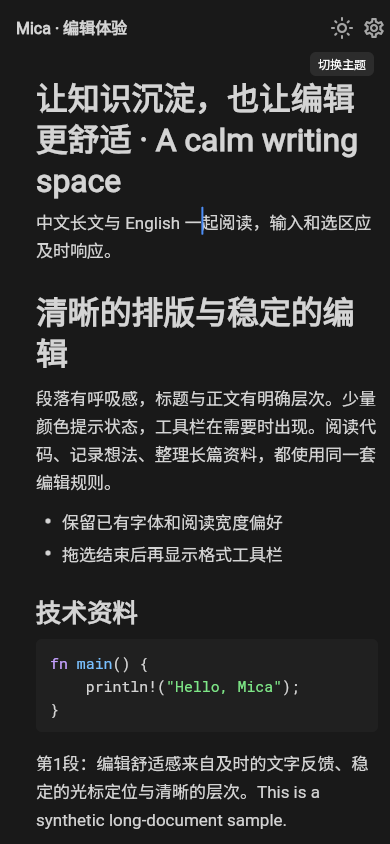 Mica · 编辑体验
切换主题
让知识沉淀，也让编辑
更舒适 · A calm writing
space
中文长文与 English 一起阅读，输入和选区应
及时响应。
清晰的排版与稳定的编
辑
段落有呼吸感，标题与正文有明确层次。少量
颜色提示状态，工具栏在需要时出现。阅读代
码、记录想法、整理长篇资料，都使用同一套
编辑规则。
• 保留已有字体和阅读宽度偏好
• 拖选结束后再显示格式工具栏
技术资料
fn main() {
    println!("Hello, Mica");
}
第1段：编辑舒适感来自及时的文字反馈、稳
定的光标定位与清晰的层次。This is a
synthetic long-document sample.